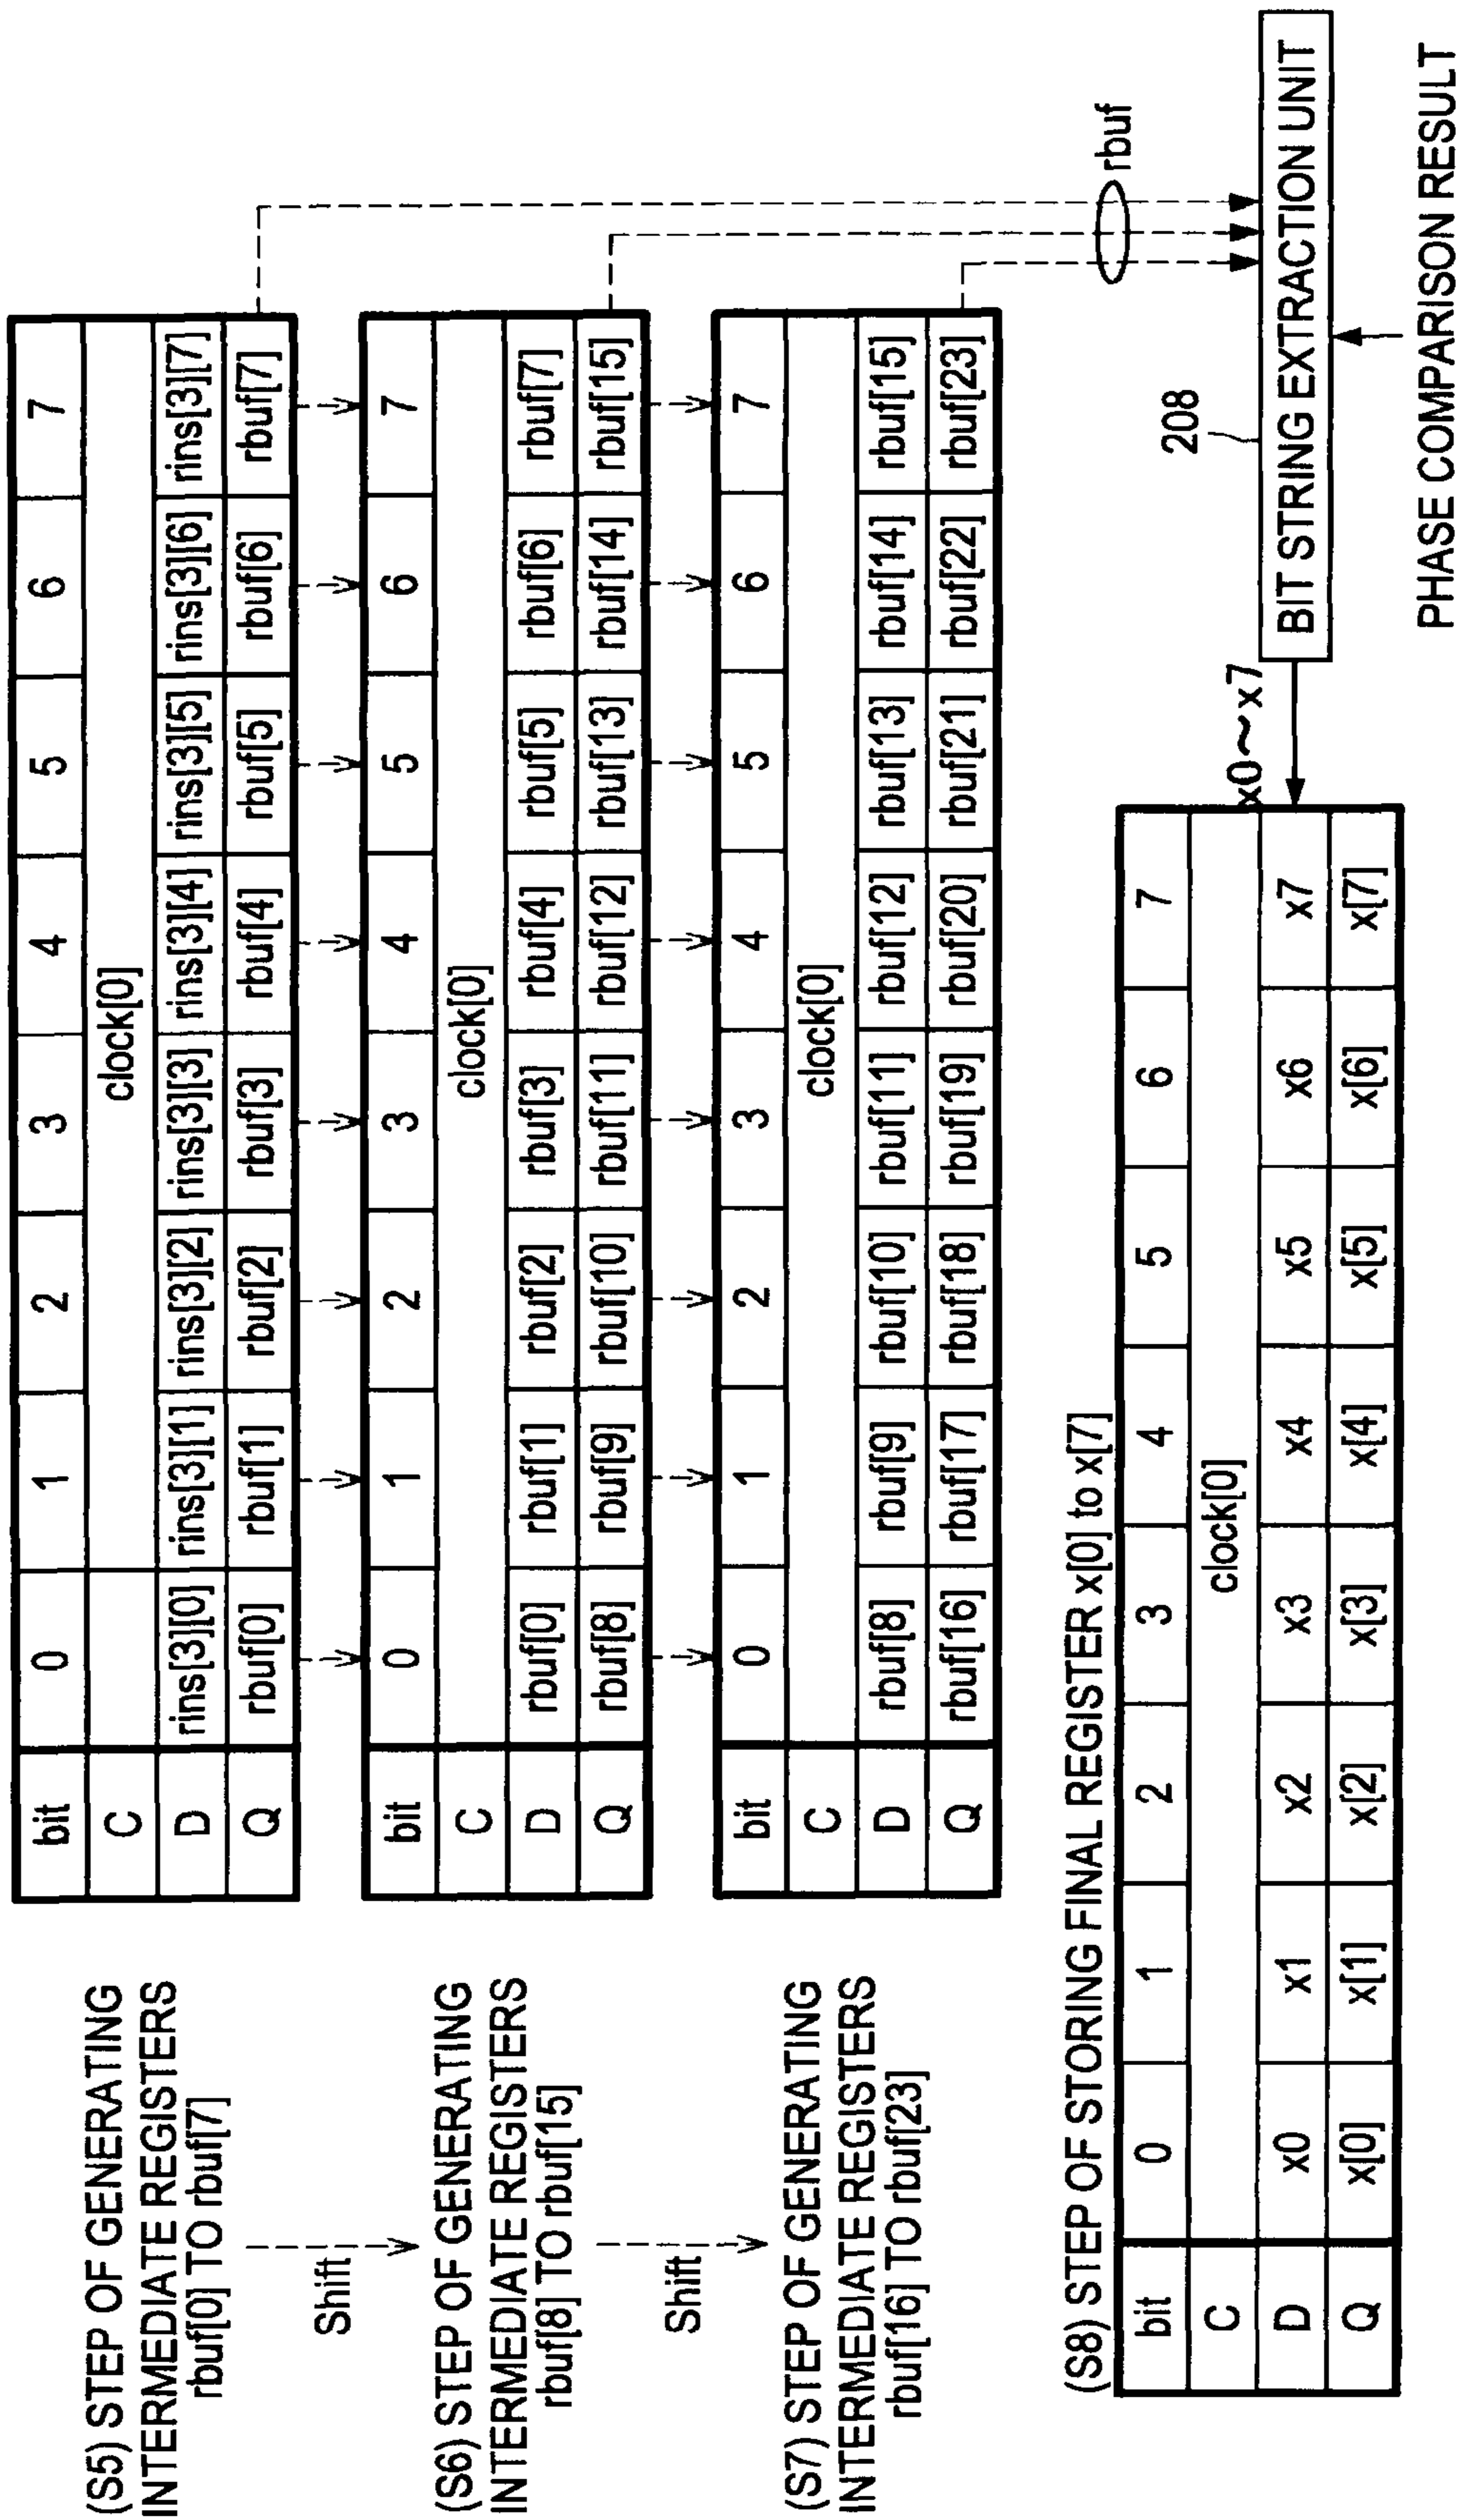 (S5) STEP OF GENERATING
INTERMEDIATE REGISTERS
rbuf[0] TO rbuf[7]
bit 0 1 2 3 4 5 6 7
C clock[0]
D rins[3][0] rins[3][1] rins[3][2] rins[3][3] rins[3][4] rins[3][5] rins[3][6] rins[3][7]
Q rbuf[0] rbuf[1] rbuf[2] rbuf[3] rbuf[4] rbuf[5] rbuf[6] rbuf[7]
Shift
(S6) STEP OF GENERATING
INTERMEDIATE REGISTERS
rbuf[8] TO rbuf[15]
bit 0 1 2 3 4 5 6 7
C clock[0]
D rbuf[0] rbuf[1] rbuf[2] rbuf[3] rbuf[4] rbuf[5] rbuf[6] rbuf[7]
Q rbuf[8] rbuf[9] rbuf[10] rbuf[11] rbuf[12] rbuf[13] rbuf[14] rbuf[15]
Shift
(S7) STEP OF GENERATING
INTERMEDIATE REGISTERS
rbuf[16] TO rbuf[23]
bit 0 1 2 3 4 5 6 7
C clock[0]
D rbuf[8] rbuf[9] rbuf[10] rbuf[11] rbuf[12] rbuf[13] rbuf[14] rbuf[15]
Q rbuf[16] rbuf[17] rbuf[18] rbuf[19] rbuf[20] rbuf[21] rbuf[22] rbuf[23]
rbuf
(S8) STEP OF STORING FINAL REGISTER x[0] to x[7]
bit 0 1 2 3 4 5 6 7
C clock[0]
D x0 x1 x2 x3 x4 x5 x6 x7
Q x[0] x[1] x[2] x[3] x[4] x[5] x[6] x[7]
x0~x7
208
BIT STRING EXTRACTION UNIT
PHASE COMPARISON RESULT